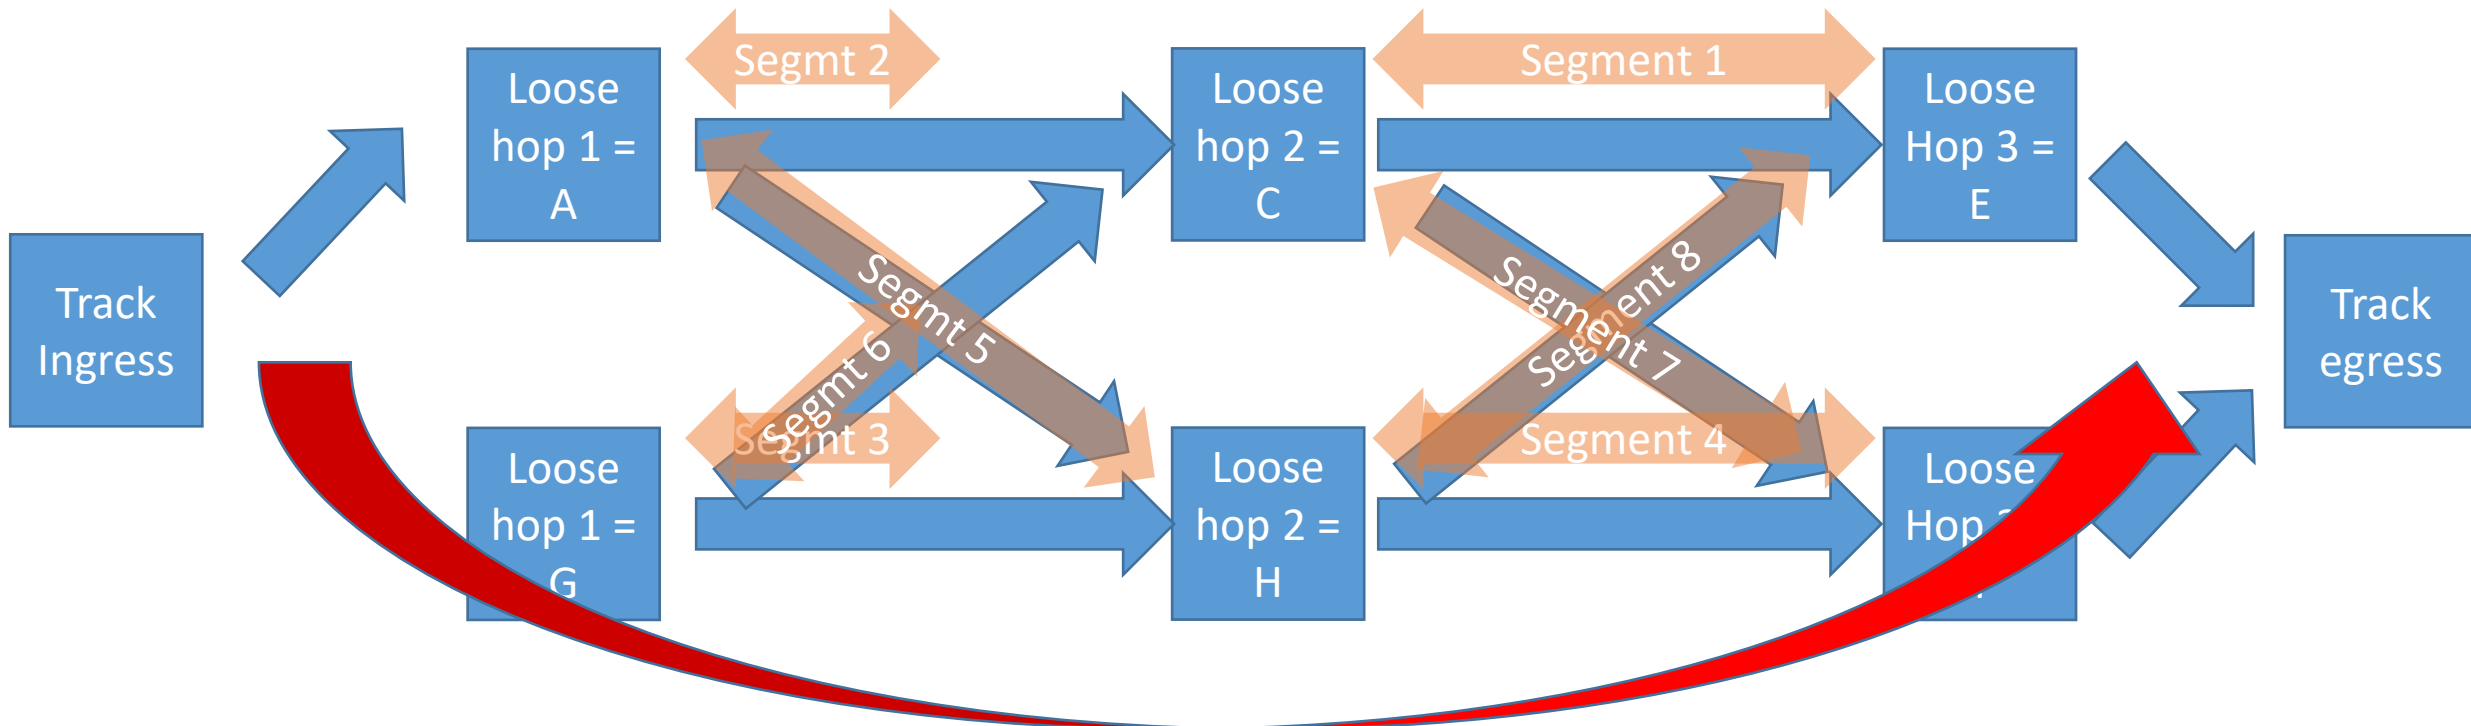 Segmt 2
Segment 1
Loose
hop 1 =
A
Loose
hop 2 =
C
Loose
Hop 3 =
E
Track
Ingress
Segmt 5
Segmt 6
Segment 8
Segment 7
Track
egress
Segmt 3
Segment 4
Loose
hop 1 =
G
Loose
hop 2 =
H
Loose
Hop